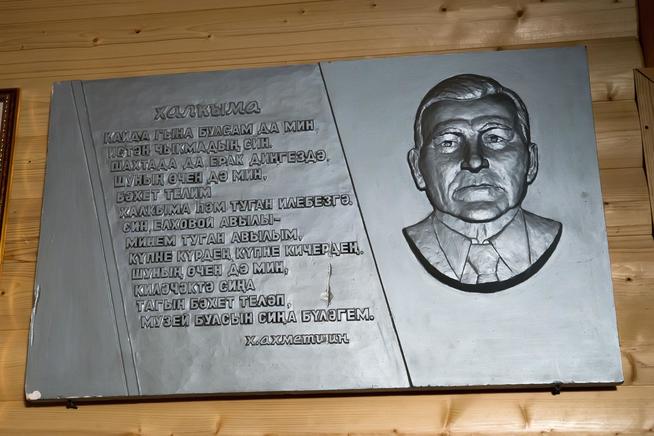 ХАЛКЫМА
КАЙДА ГЫНА БУЛСАМ ДА МИН
ИСТӘН ЧЫКМАДЫҢ СИН.
ШАХТАДА ДА ЕРАК ДИҢГЕЗДӘ,
ШУНЫҢ ӨЧЕН ДӘ МИН,
БӘХЕТ ТЕЛИМ
ХАЛКЫМА ҺӘМ ТУГАН ИЛЕБЕЗГӘ.
СИН ЕЛХОВОЙ АВЫЛЫ-
МИНЕМ ТУГАН АВЫЛЫМ,
КҮПНЕ КҮРДЕҢ КҮПНЕ КИЧЕРДЕҢ.
ШУНЫҢ ӨЧЕН ДӘ МИН,
КИЛӘЧӘКТӘ СИҢА
ТАГЫН БӘХЕТ ТЕЛӘП,
МУЗЕЙ БУЛСЫН СИҢА БҮЛӘГЕМ.
Х.АХМЕТШИН.